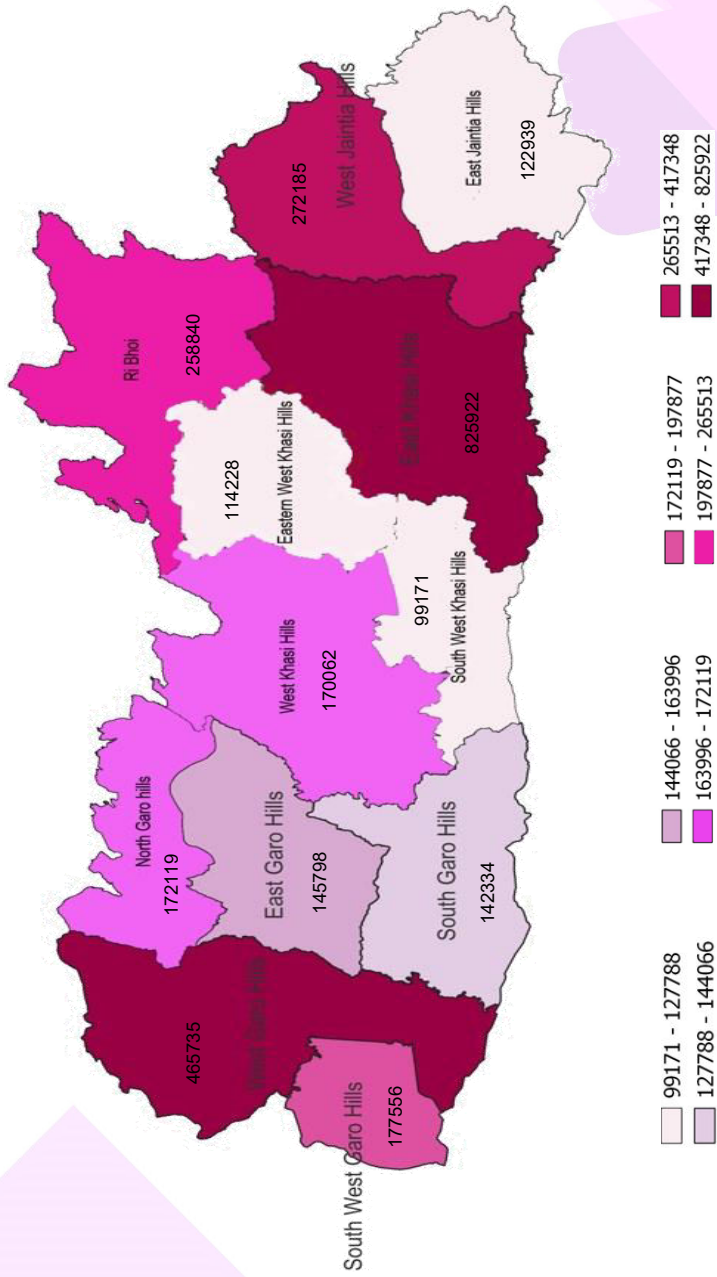 North Garo hills
172119
Ri Bhoi
258840
465735
West Garo Hills
East Garo Hills
145798
West Khasi Hills
170062
114228
Eastern West Khasi Hills
272185
West Jaintia Hills
South West Garo Hills
177556
South Garo Hills
142334
99171
South West Khasi Hills
East Khasi Hills
825922
East Jaintia Hills
122939
99171 - 127788
127788 - 144066
144066 - 163996
163996 - 172119
172119 - 197877
197877 - 265513
265513 - 417348
417348 - 825922